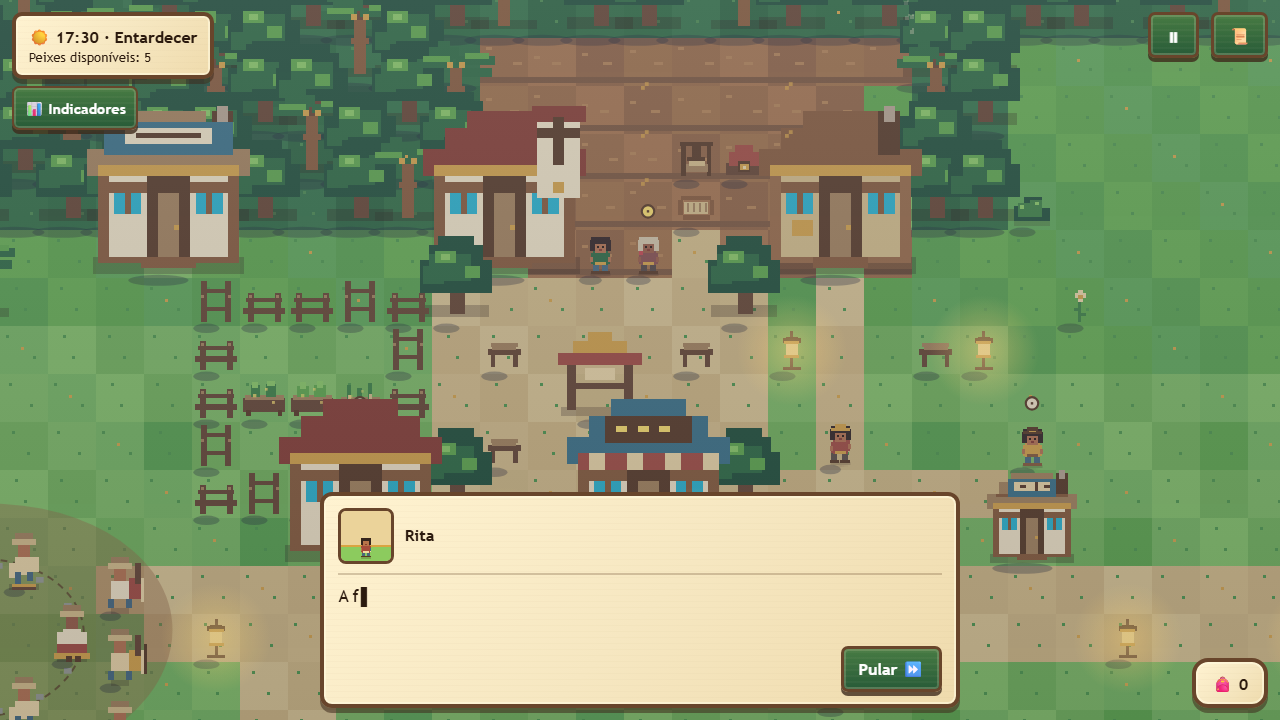 17:30 · Entardecer
Peixes disponíveis: 5
Indicadores
Rita
A f
Pular
0